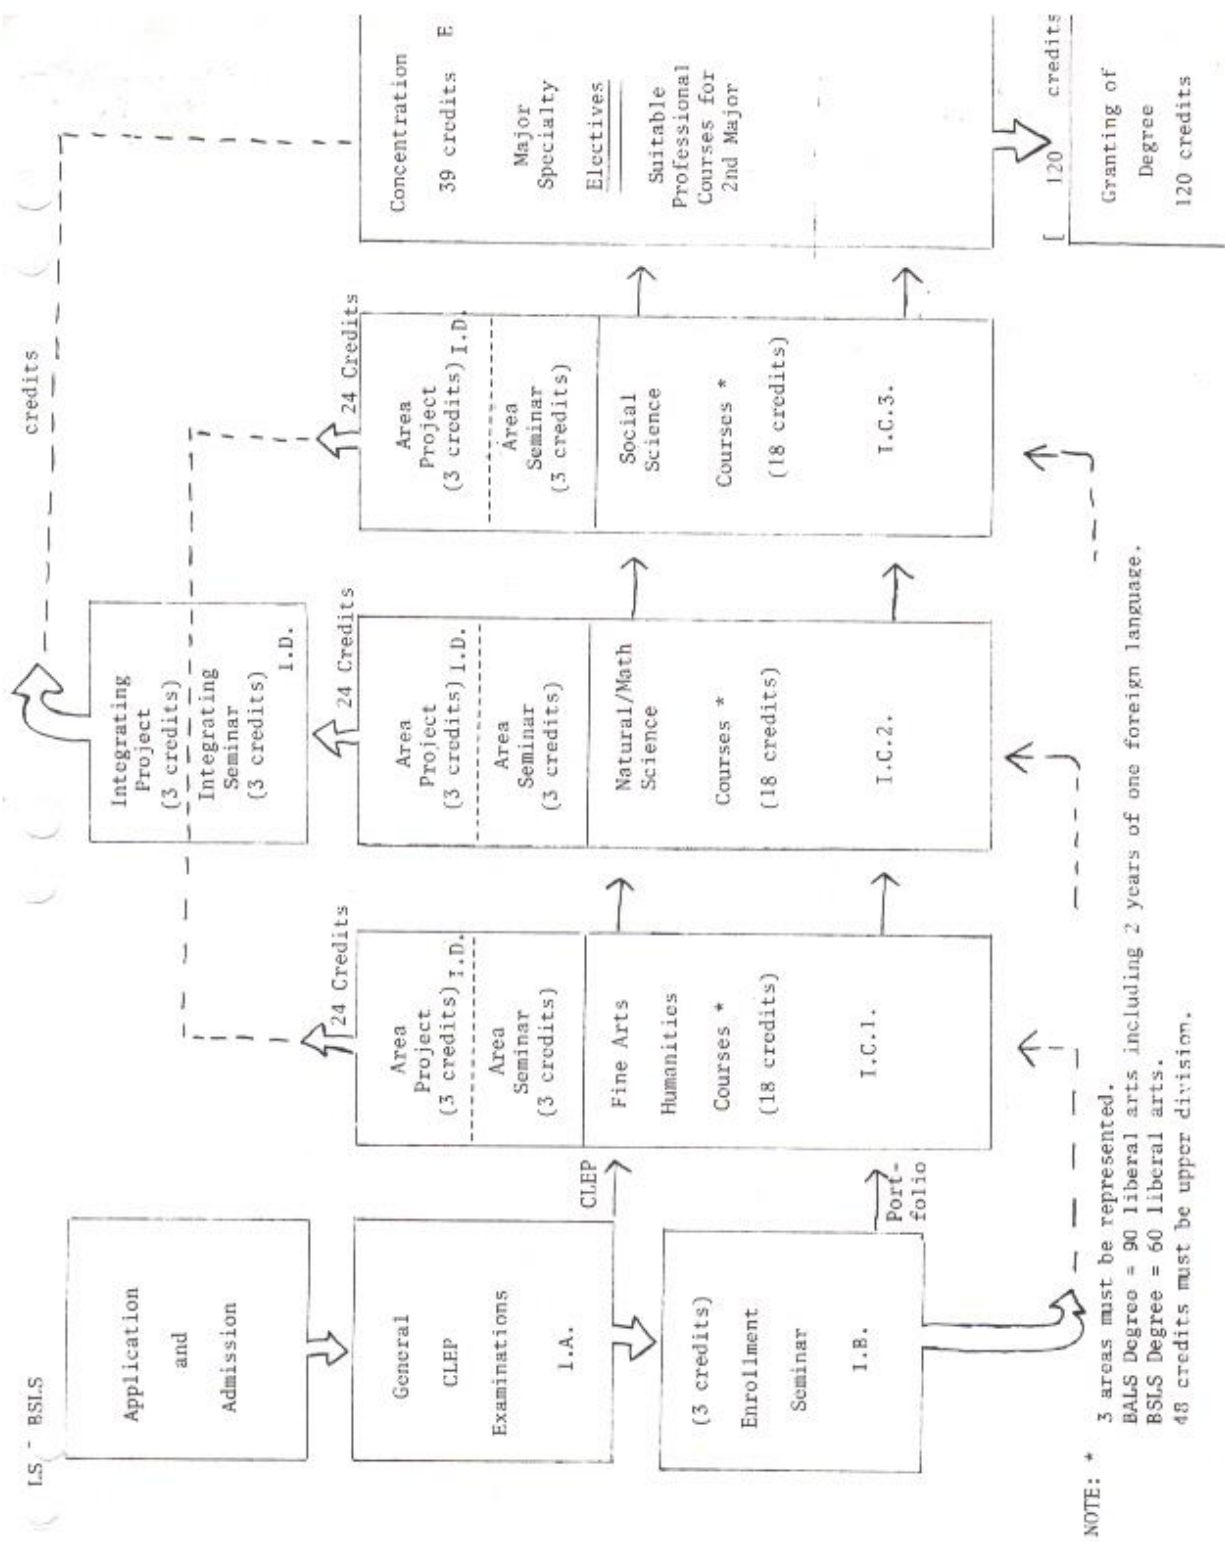 LS - BSLS
Application
and
Admission
General
CLEP
Examinations
I.A.
(3 credits)
Enrollment
Seminar
I.B.
CLEP
Port-
folio
24 Credits
Area
Project
(3 credits) I.D.
Area
Seminar
(3 credits)
Fine Arts
Humanities
Courses *
(18 credits)
I.C.1.
Integrating
Project
(3 credits)
Integrating
Seminar
(3 credits)
I.D.
24 Credits
Area
Project
(3 credits) I.D.
Area
Seminar
(3 credits)
Natural/Math
Science
Courses *
(18 credits)
I.C.2.
credits
24 Credits
Area
Project
(3 credits) I.D.
Area
Seminar
(3 credits)
Social
Science
Courses *
(18 credits)
I.C.3.
Concentration
39 credits E
Major
Specialty
Electives
Suitable
Professional
Courses for
2nd Major
[ 120 credits
Granting of
Degree
120 credits
NOTE: * 3 areas must be represented.
BALS Degree = 90 liberal arts including 2 years of one foreign language.
BSLS Degree = 60 liberal arts.
48 credits must be upper division.